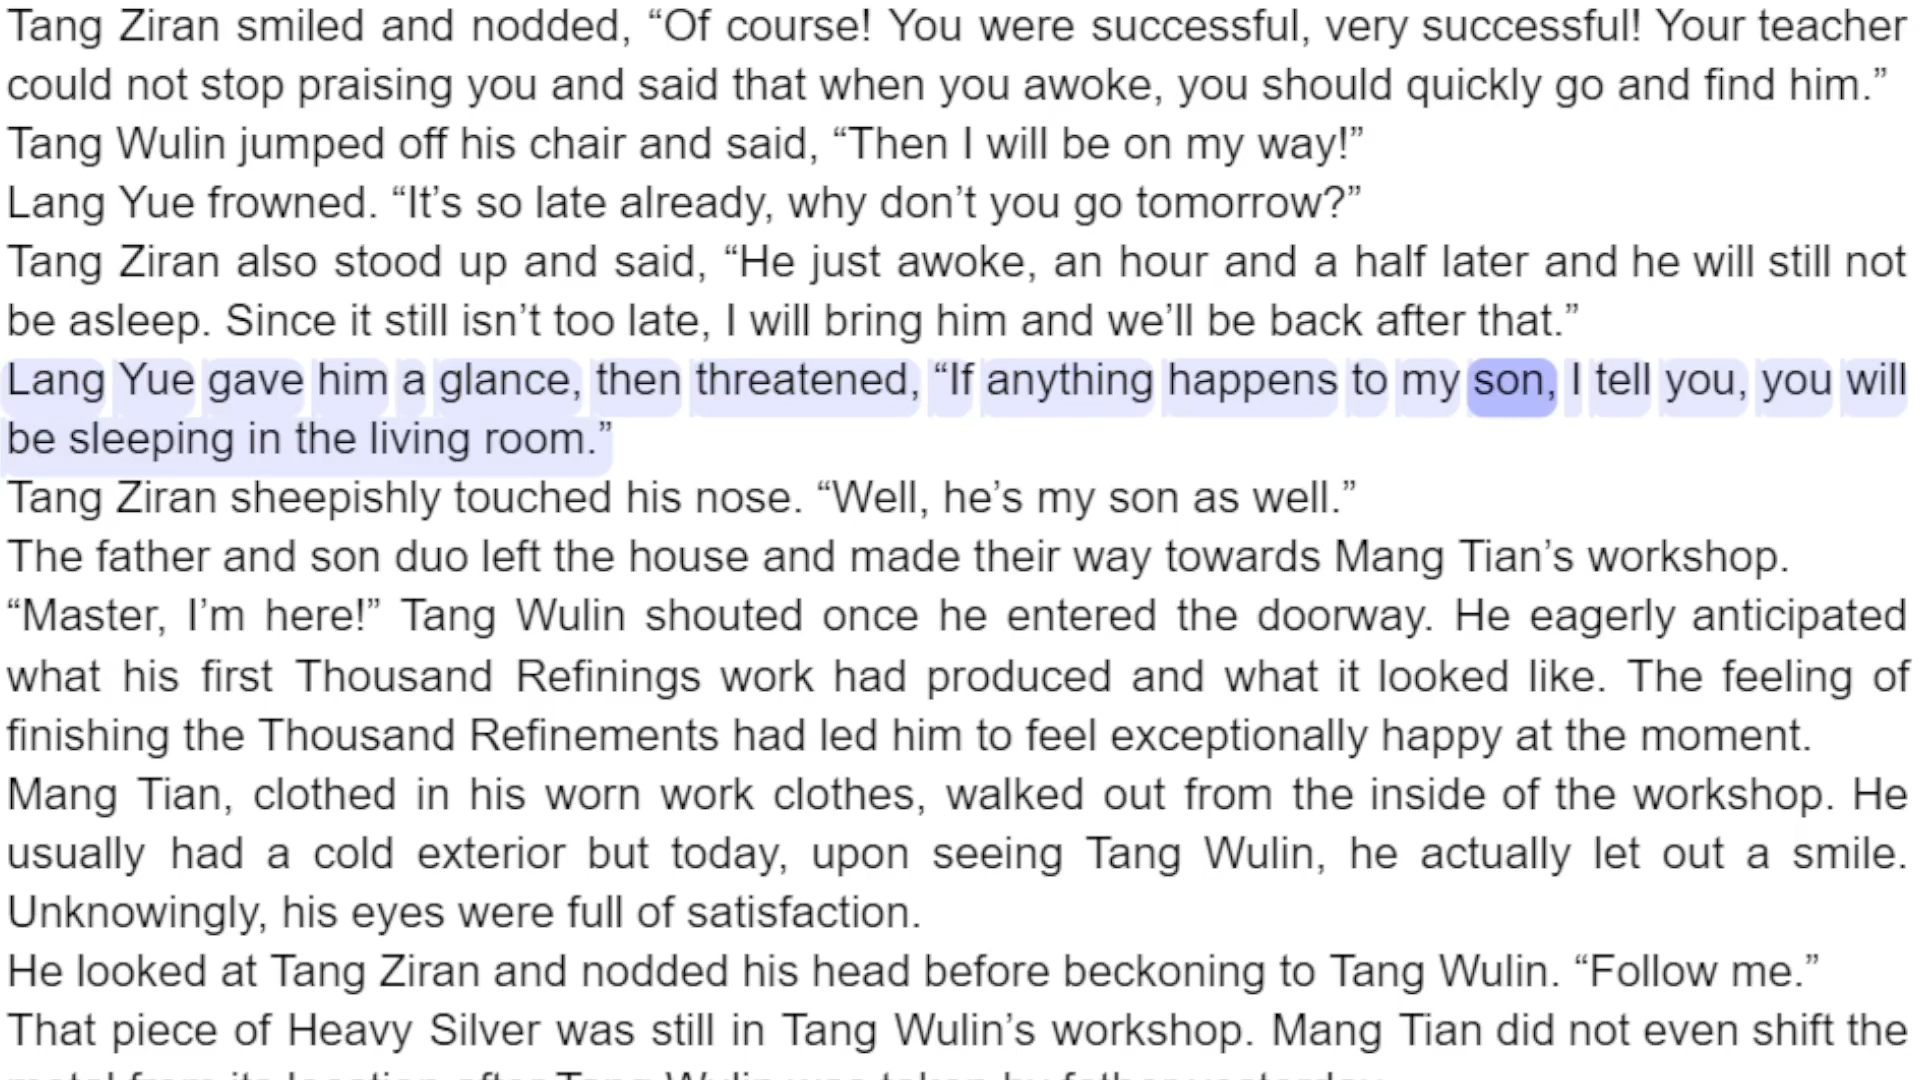 Tang Ziran smiled and nodded, “Of course! You were successful, very successful! Your teacher
could not stop praising you and said that when you awoke, you should quickly go and find him.”
Tang Wulin jumped off his chair and said, “Then I will be on my way!”
Lang Yue frowned. “It’s so late already, why don’t you go tomorrow?”
Tang Ziran also stood up and said, “He just awoke, an hour and a half later and he will still not
be asleep. Since it still isn’t too late, I will bring him and we’ll be back after that.”
Lang Yue gave him a glance, then threatened, “If anything happens to my son, I tell you, you will
be sleeping in the living room.”
Tang Ziran sheepishly touched his nose. “Well, he’s my son as well.”
The father and son duo left the house and made their way towards Mang Tian’s workshop.
“Master, I’m here!” Tang Wulin shouted once he entered the doorway. He eagerly anticipated
what his first Thousand Refinings work had produced and what it looked like. The feeling of
finishing the Thousand Refinements had led him to feel exceptionally happy at the moment.
Mang Tian, clothed in his worn work clothes, walked out from the inside of the workshop. He
usually had a cold exterior but today, upon seeing Tang Wulin, he actually let out a smile.
Unknowingly, his eyes were full of satisfaction.
He looked at Tang Ziran and nodded his head before beckoning to Tang Wulin. “Follow me.”
That piece of Heavy Silver was still in Tang Wulin’s workshop. Mang Tian did not even shift the